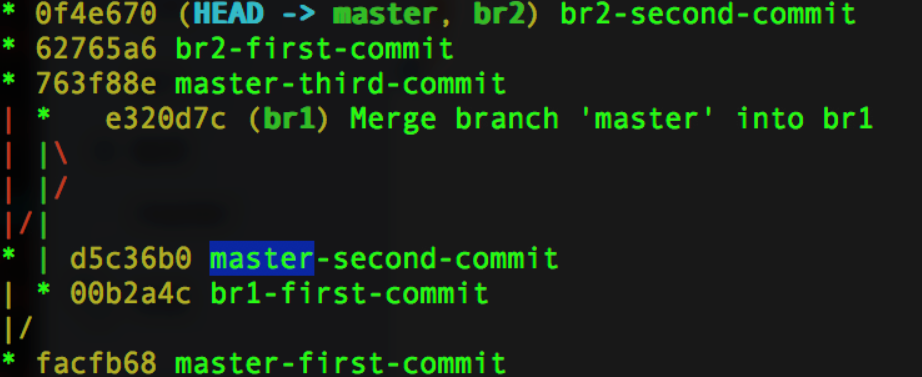 * 0f4e670 (HEAD -> master, br2) br2-second-commit
* 62765a6 br2-first-commit
* 763f88e master-third-commit
| *   e320d7c (br1) Merge branch 'master' into br1
| |\
| |/
|/|
* | d5c36b0 master-second-commit
| * 00b2a4c br1-first-commit
|/
* facfb68 master-first-commit